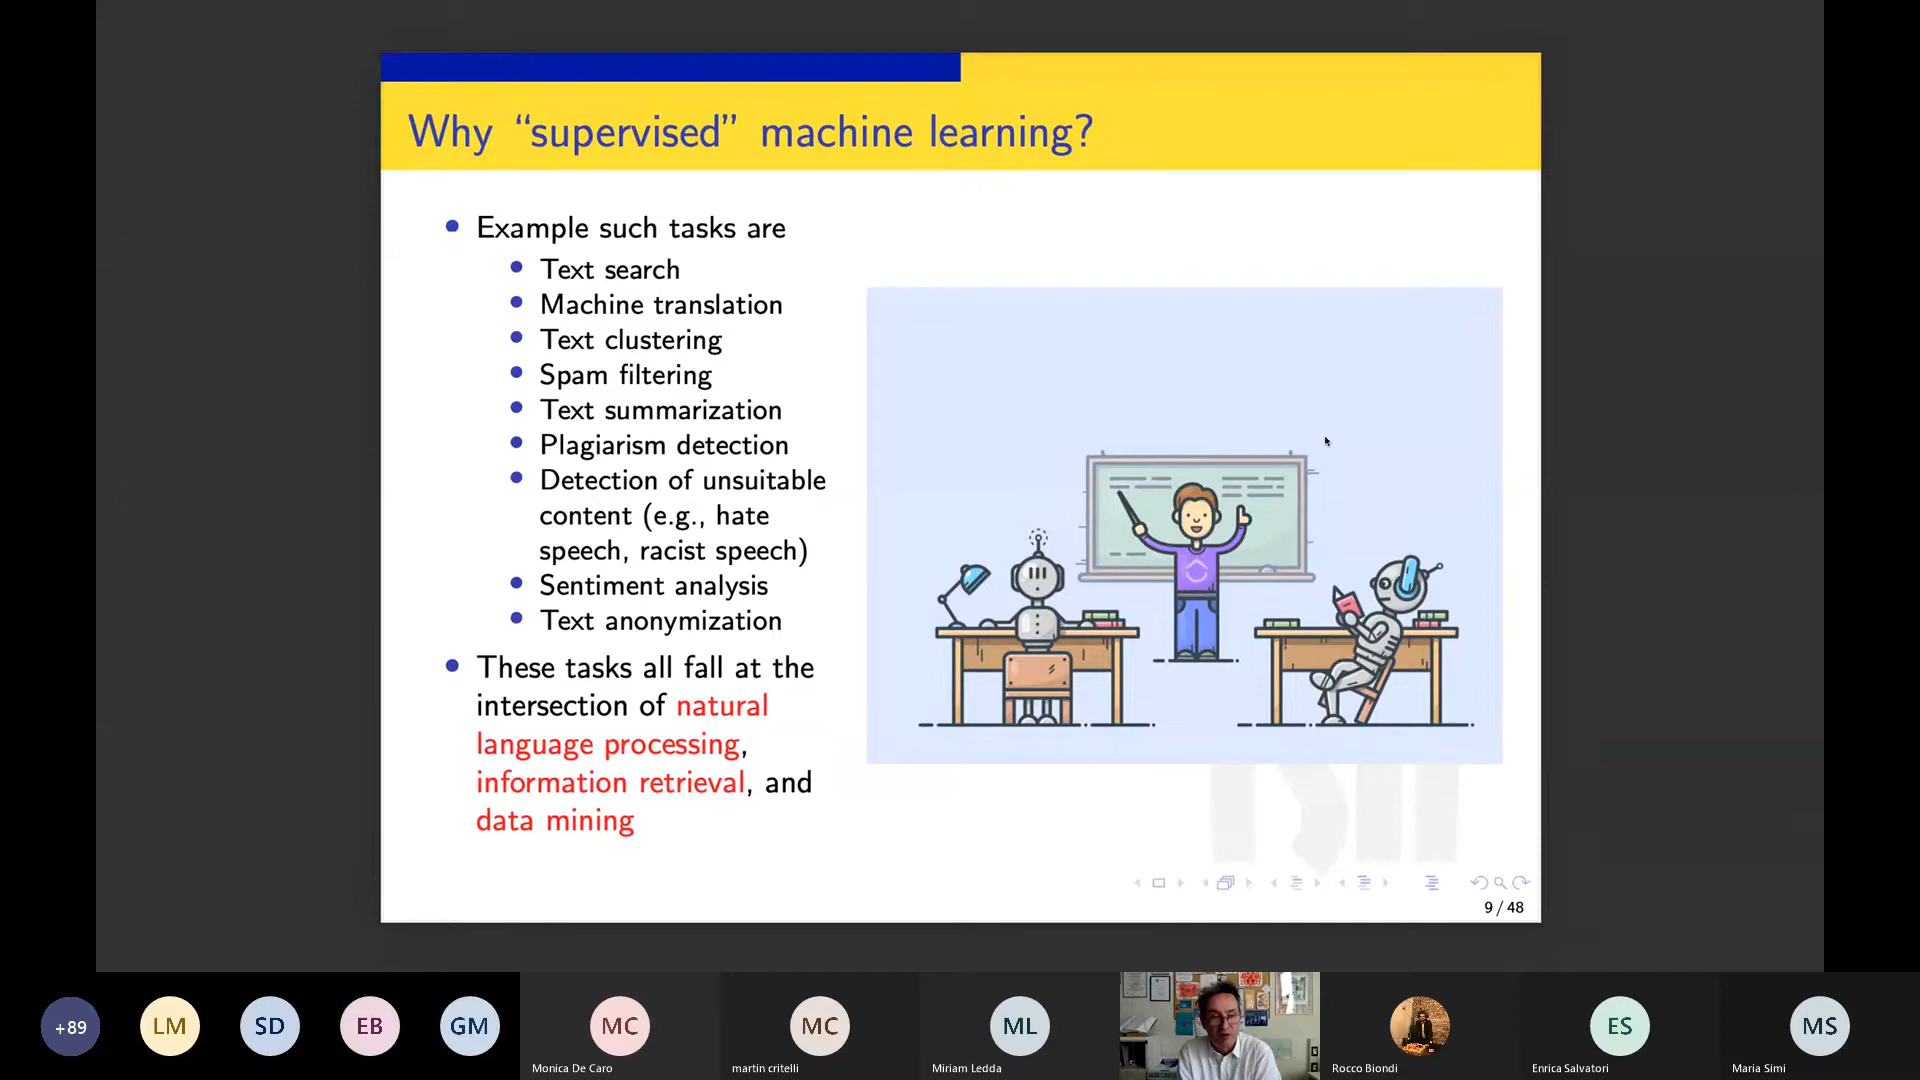 Why “supervised” machine learning?
Example such tasks are
Text search
Machine translation
Text clustering
Spam filtering
Text summarization
Plagiarism detection
Detection of unsuitable
content (e.g., hate
speech, racist speech)
Sentiment analysis
Text anonymization
These tasks all fall at the
intersection of natural
language processing,
information retrieval, and
data mining
9 / 48
+89
LM
SD
EB
GM
MC
MC
ML
ES
MS
Monica De Caro
martin critelli
Miriam Ledda
Rocco Biondi
Enrica Salvatori
Maria Simi